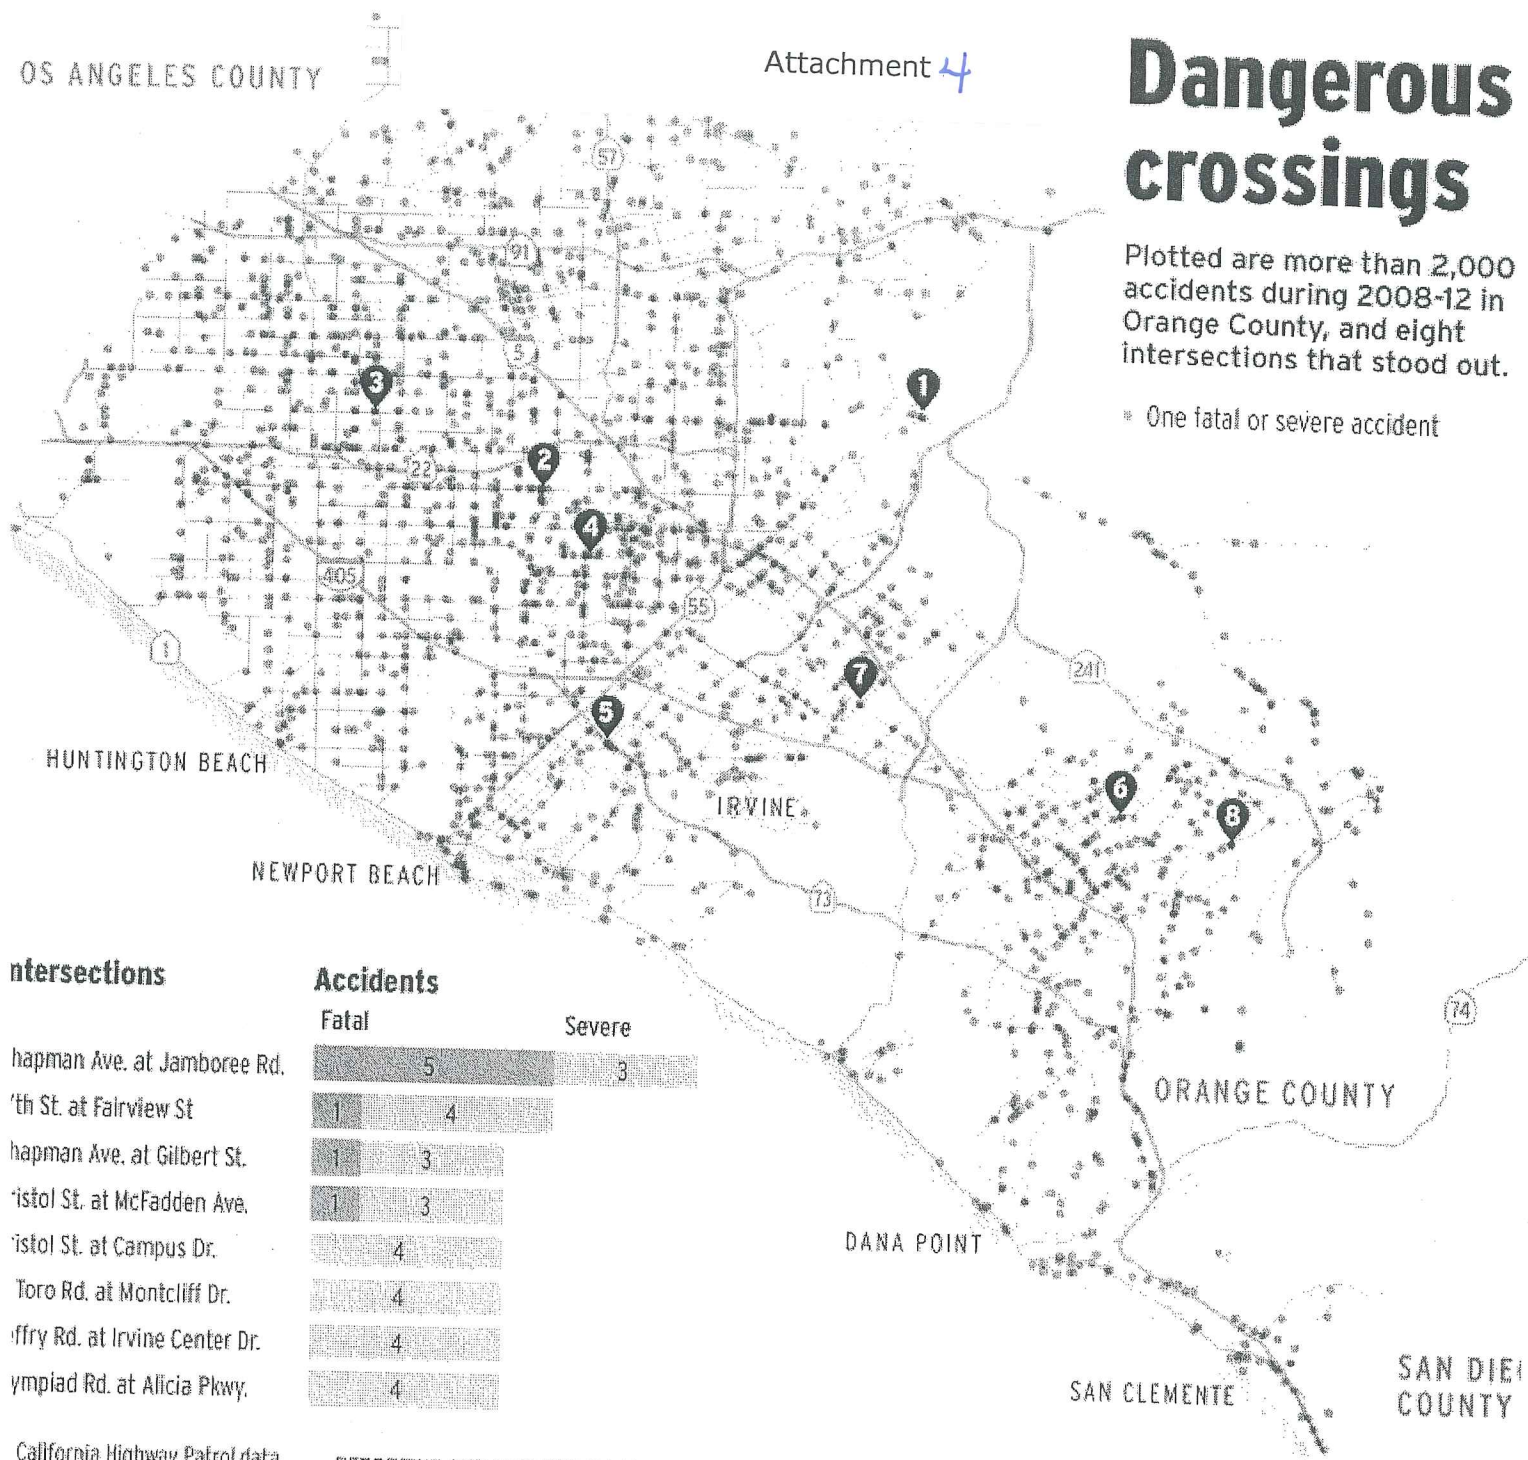 OS ANGELES COUNTY
Attachment 4
Dangerous
crossings
Plotted are more than 2,000
accidents during 2008-12 in
Orange County, and eight
intersections that stood out.
One fatal or severe accident
57
91
5
3
1
22
2
4
405
55
1
241
7
5
HUNTINGTON BEACH
IRVINE
6
8
NEWPORT BEACH
73
74
ORANGE COUNTY
DANA POINT
SAN CLEMENTE
SAN DIE
COUNTY
ntersections
Accidents
Fatal
Severe
hapman Ave. at Jamboree Rd.
5
3
'th St. at Fairview St
1
4
hapman Ave. at Gilbert St.
1
3
istol St. at McFadden Ave.
1
3
istol St. at Campus Dr.
4
Toro Rd. at Montcliff Dr.
4
ffry Rd. at Irvine Center Dr.
4
ympiad Rd. at Alicia Pkwy.
4
California Highway Patrol data